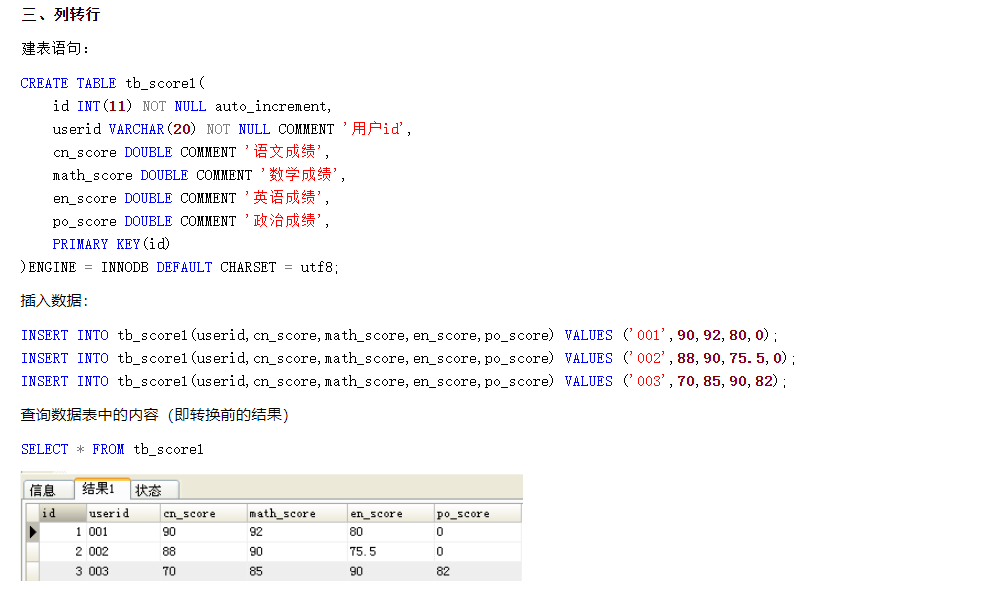 三、列转行
建表语句：
CREATE TABLE tb_score1(
    id INT(11) NOT NULL auto_increment,
    userid VARCHAR(20) NOT NULL COMMENT '用户id',
    cn_score DOUBLE COMMENT '语文成绩',
    math_score DOUBLE COMMENT '数学成绩',
    en_score DOUBLE COMMENT '英语成绩',
    po_score DOUBLE COMMENT '政治成绩',
    PRIMARY KEY(id)
)ENGINE = INNODB DEFAULT CHARSET = utf8;
插入数据：
INSERT INTO tb_score1(userid,cn_score,math_score,en_score,po_score) VALUES ('001',90,92,80,0);
INSERT INTO tb_score1(userid,cn_score,math_score,en_score,po_score) VALUES ('002',88,90,75.5,0);
INSERT INTO tb_score1(userid,cn_score,math_score,en_score,po_score) VALUES ('003',70,85,90,82);
查询数据表中的内容（即转换前的结果）
SELECT * FROM tb_score1
信息 结果1 状态
id userid cn_score math_score en_score po_score
1 001 90 92 80 0
2 002 88 90 75.5 0
3 003 70 85 90 82